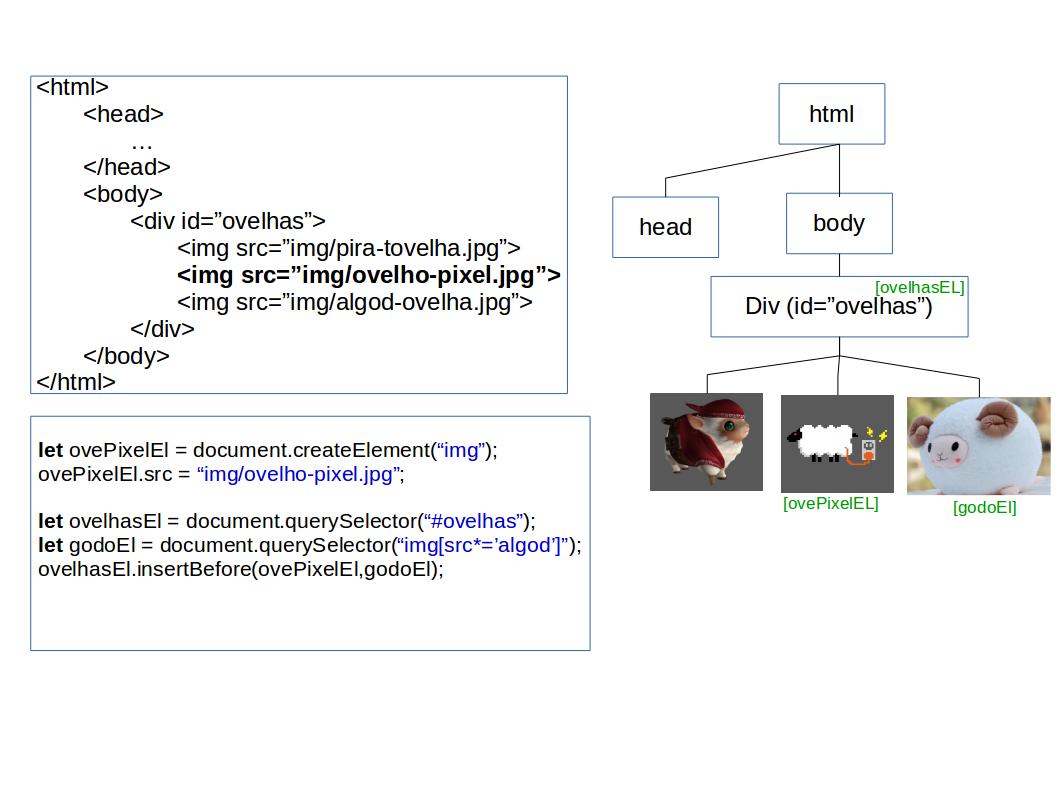 <html>
<head>
…
</head>
<body>
<div id=”ovelhas”>
<img src=”img/pira-tovelha.jpg”>
<img src=”img/ovelho-pixel.jpg”>
<img src=”img/algod-ovelha.jpg”>
</div>
</body>
</html>
let ovePixelEl = document.createElement(“img”);
ovePixelEl.src = “img/ovelho-pixel.jpg”;
let ovelhasEl = document.querySelector(“#ovelhas”);
let godoEl = document.querySelector(“img[src*=’algod’]”);
ovelhasEl.insertBefore(ovePixelEl,godoEl);
html
head
body
[ovelhasEL]
Div (id=”ovelhas”)
[ovePixelEL]
[godoEl]